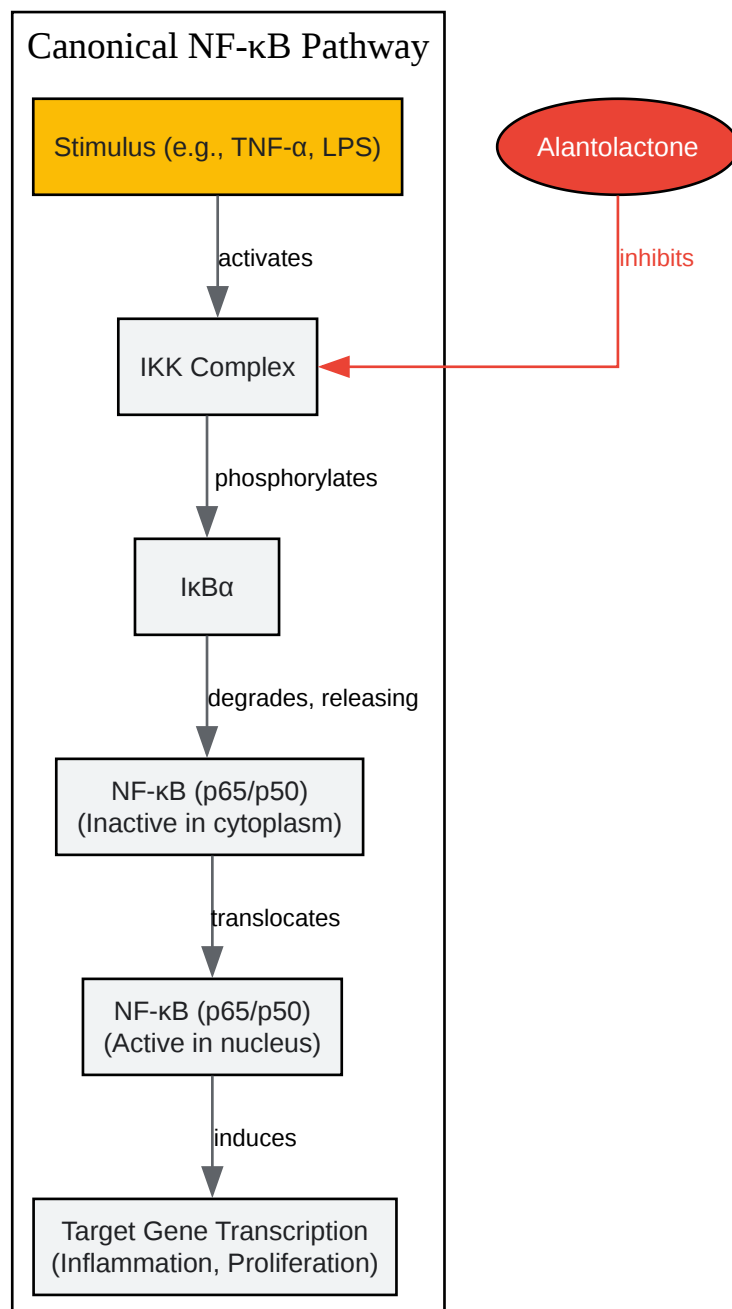 Canonical NF-κB Pathway
Stimulus (e.g., TNF-α, LPS)
Alantolactone
activates
inhibits
IKK Complex
phosphorylates
IκBα
degrades, releasing
NF-κB (p65/p50)
(Inactive in cytoplasm)
translocates
NF-κB (p65/p50)
(Active in nucleus)
induces
Target Gene Transcription
(Inflammation, Proliferation)